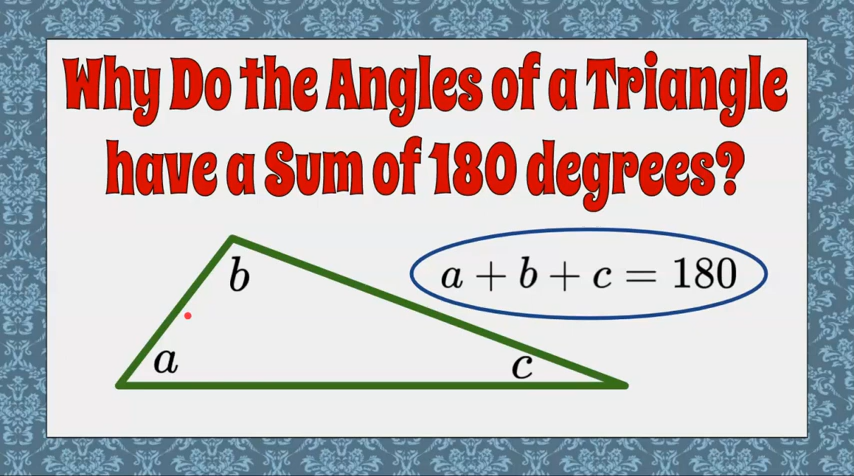 Why Do the Angles of a Triangle
have a Sum of 180 degrees?
b
a + b + c = 180
a
c